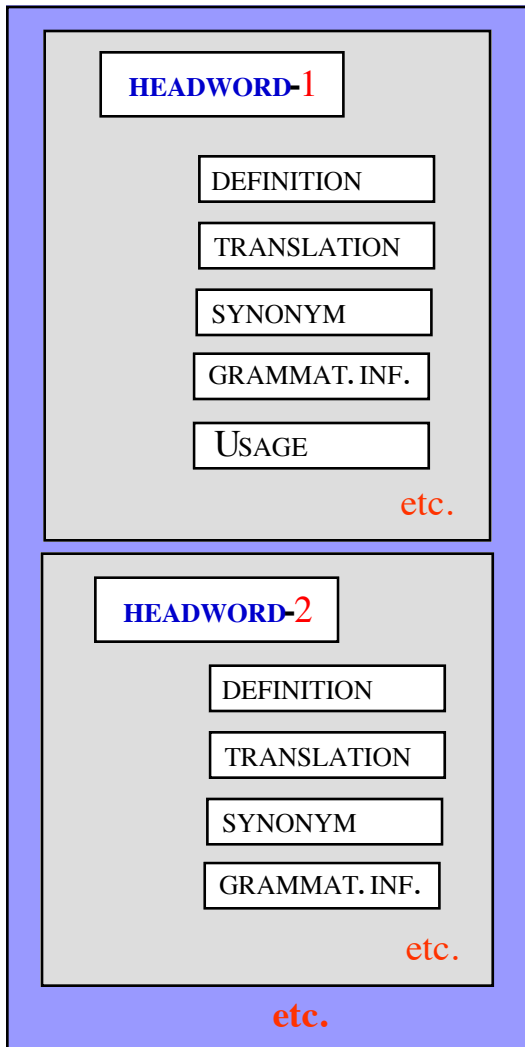 HEADWORD-1
DEFINITION
TRANSLATION
SYNONYM
GRAMMAT. INF.
USAGE
etc.
HEADWORD-2
DEFINITION
TRANSLATION
SYNONYM
GRAMMAT. INF.
etc.
etc.